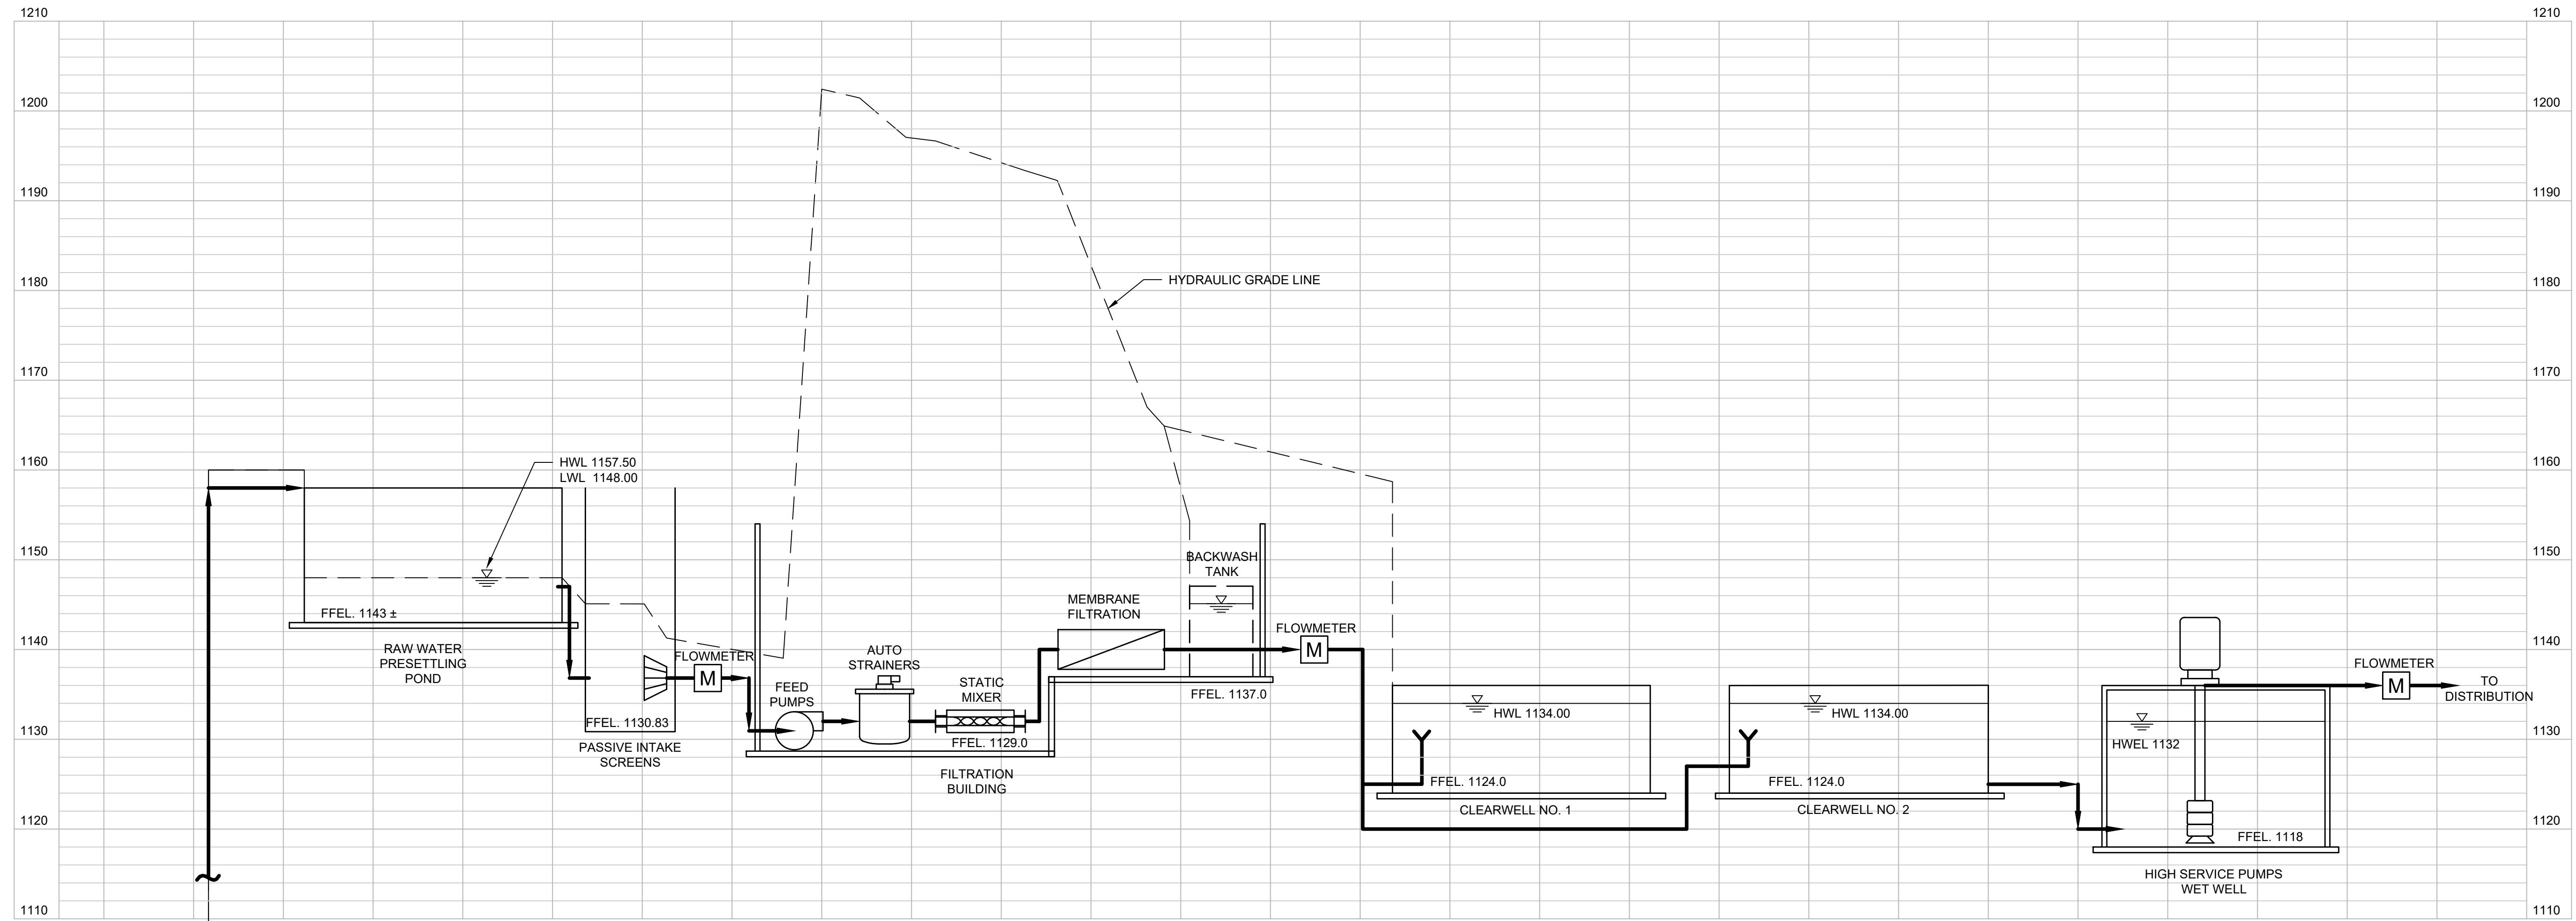 1210
1210
1200
1200
1190
1190
HYDRAULIC GRADE LINE
1180
1180
1170
1170
1160
1160
HWL 1157.50
LWL 1148.00
1150
1150
BACKWASH
TANK
MEMBRANE
FILTRATION
FFEL. 1143 ±
1140
1140
RAW WATER
PRESETTLING
POND
FLOWMETER
M
AUTO
STRAINERS
FLOWMETER
M
FLOWMETER
M
TO
DISTRIBUTION
FEED
PUMPS
STATIC
MIXER
FFEL. 1137.0
HWL 1134.00
HWL 1134.00
FFEL. 1130.83
1130
1130
FFEL. 1129.0
HWEL 1132
PASSIVE INTAKE
SCREENS
FILTRATION
BUILDING
FFEL. 1124.0
FFEL. 1124.0
CLEARWELL NO. 1
CLEARWELL NO. 2
1120
1120
FFEL. 1118
HIGH SERVICE PUMPS
WET WELL
1110
1110